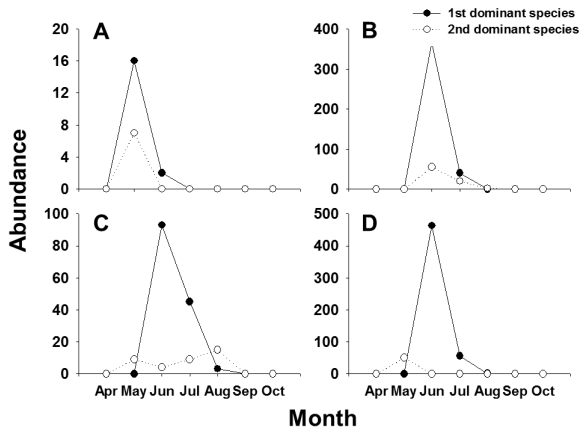 1st dominant species
2nd dominant species
A
20
16
12
8
4
0
B
400
300
200
100
0
C
100
80
60
40
20
0
D
500
400
300
200
100
0
Abundance
Apr May Jun Jul Aug Sep Oct
Apr May Jun Jul Aug Sep Oct
Month